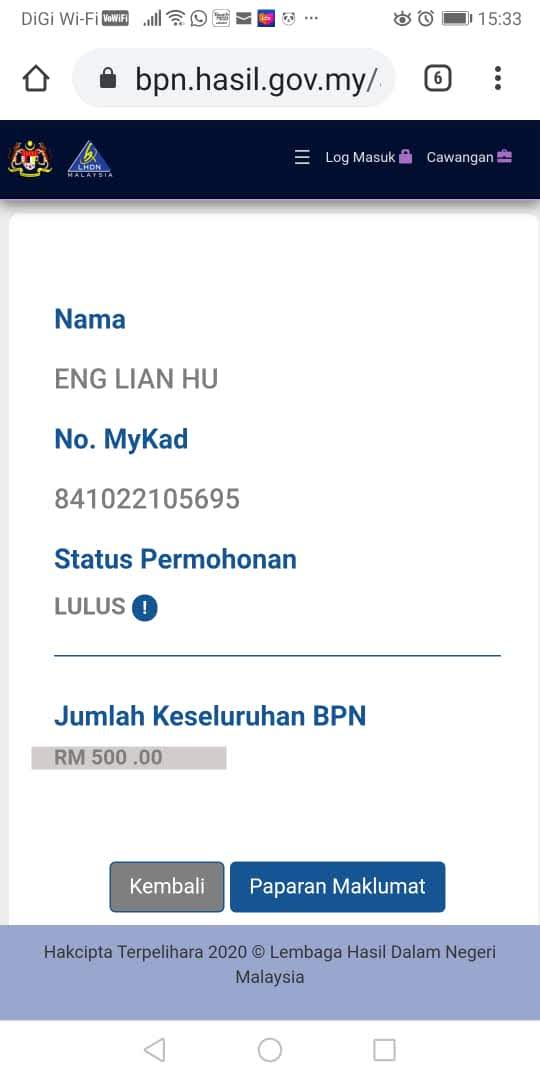 DiGi Wi-Fi VoWiFi 15:33
bpn.hasil.gov.my/
6
LHDN
MALAYSIA
Log Masuk Cawangan
Nama
ENG LIAN HU
No. MyKad
841022105695
Status Permohonan
LULUS !
Jumlah Keseluruhan BPN
RM 500 .00
Kembali Paparan Maklumat
Hakcipta Terpelihara 2020 © Lembaga Hasil Dalam Negeri
Malaysia